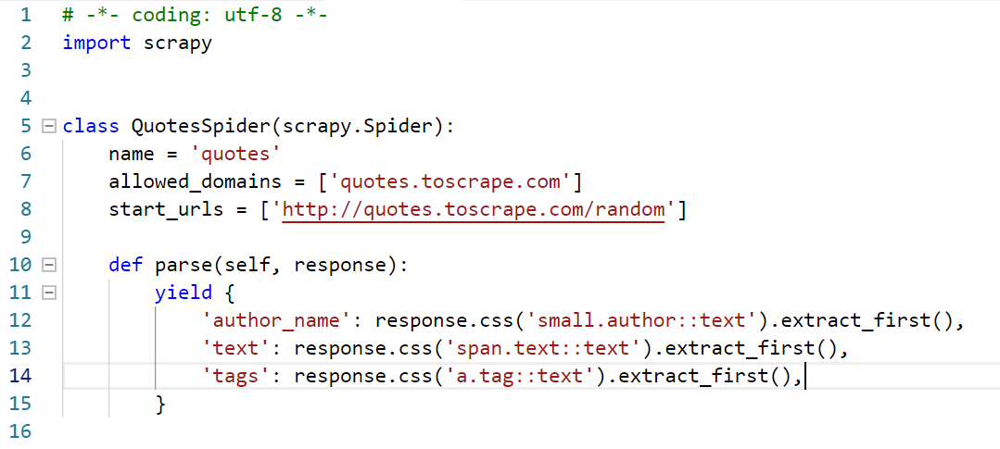 1 # -*- coding: utf-8 -*-
2 import scrapy
3
4
5 class QuotesSpider(scrapy.Spider):
6     name = 'quotes'
7     allowed_domains = ['quotes.toscrape.com']
8     start_urls = ['http://quotes.toscrape.com/random']
9
10     def parse(self, response):
11         yield {
12             'author_name': response.css('small.author::text').extract_first(),
13             'text': response.css('span.text::text').extract_first(),
14             'tags': response.css('a.tag::text').extract_first(),
15         }
16